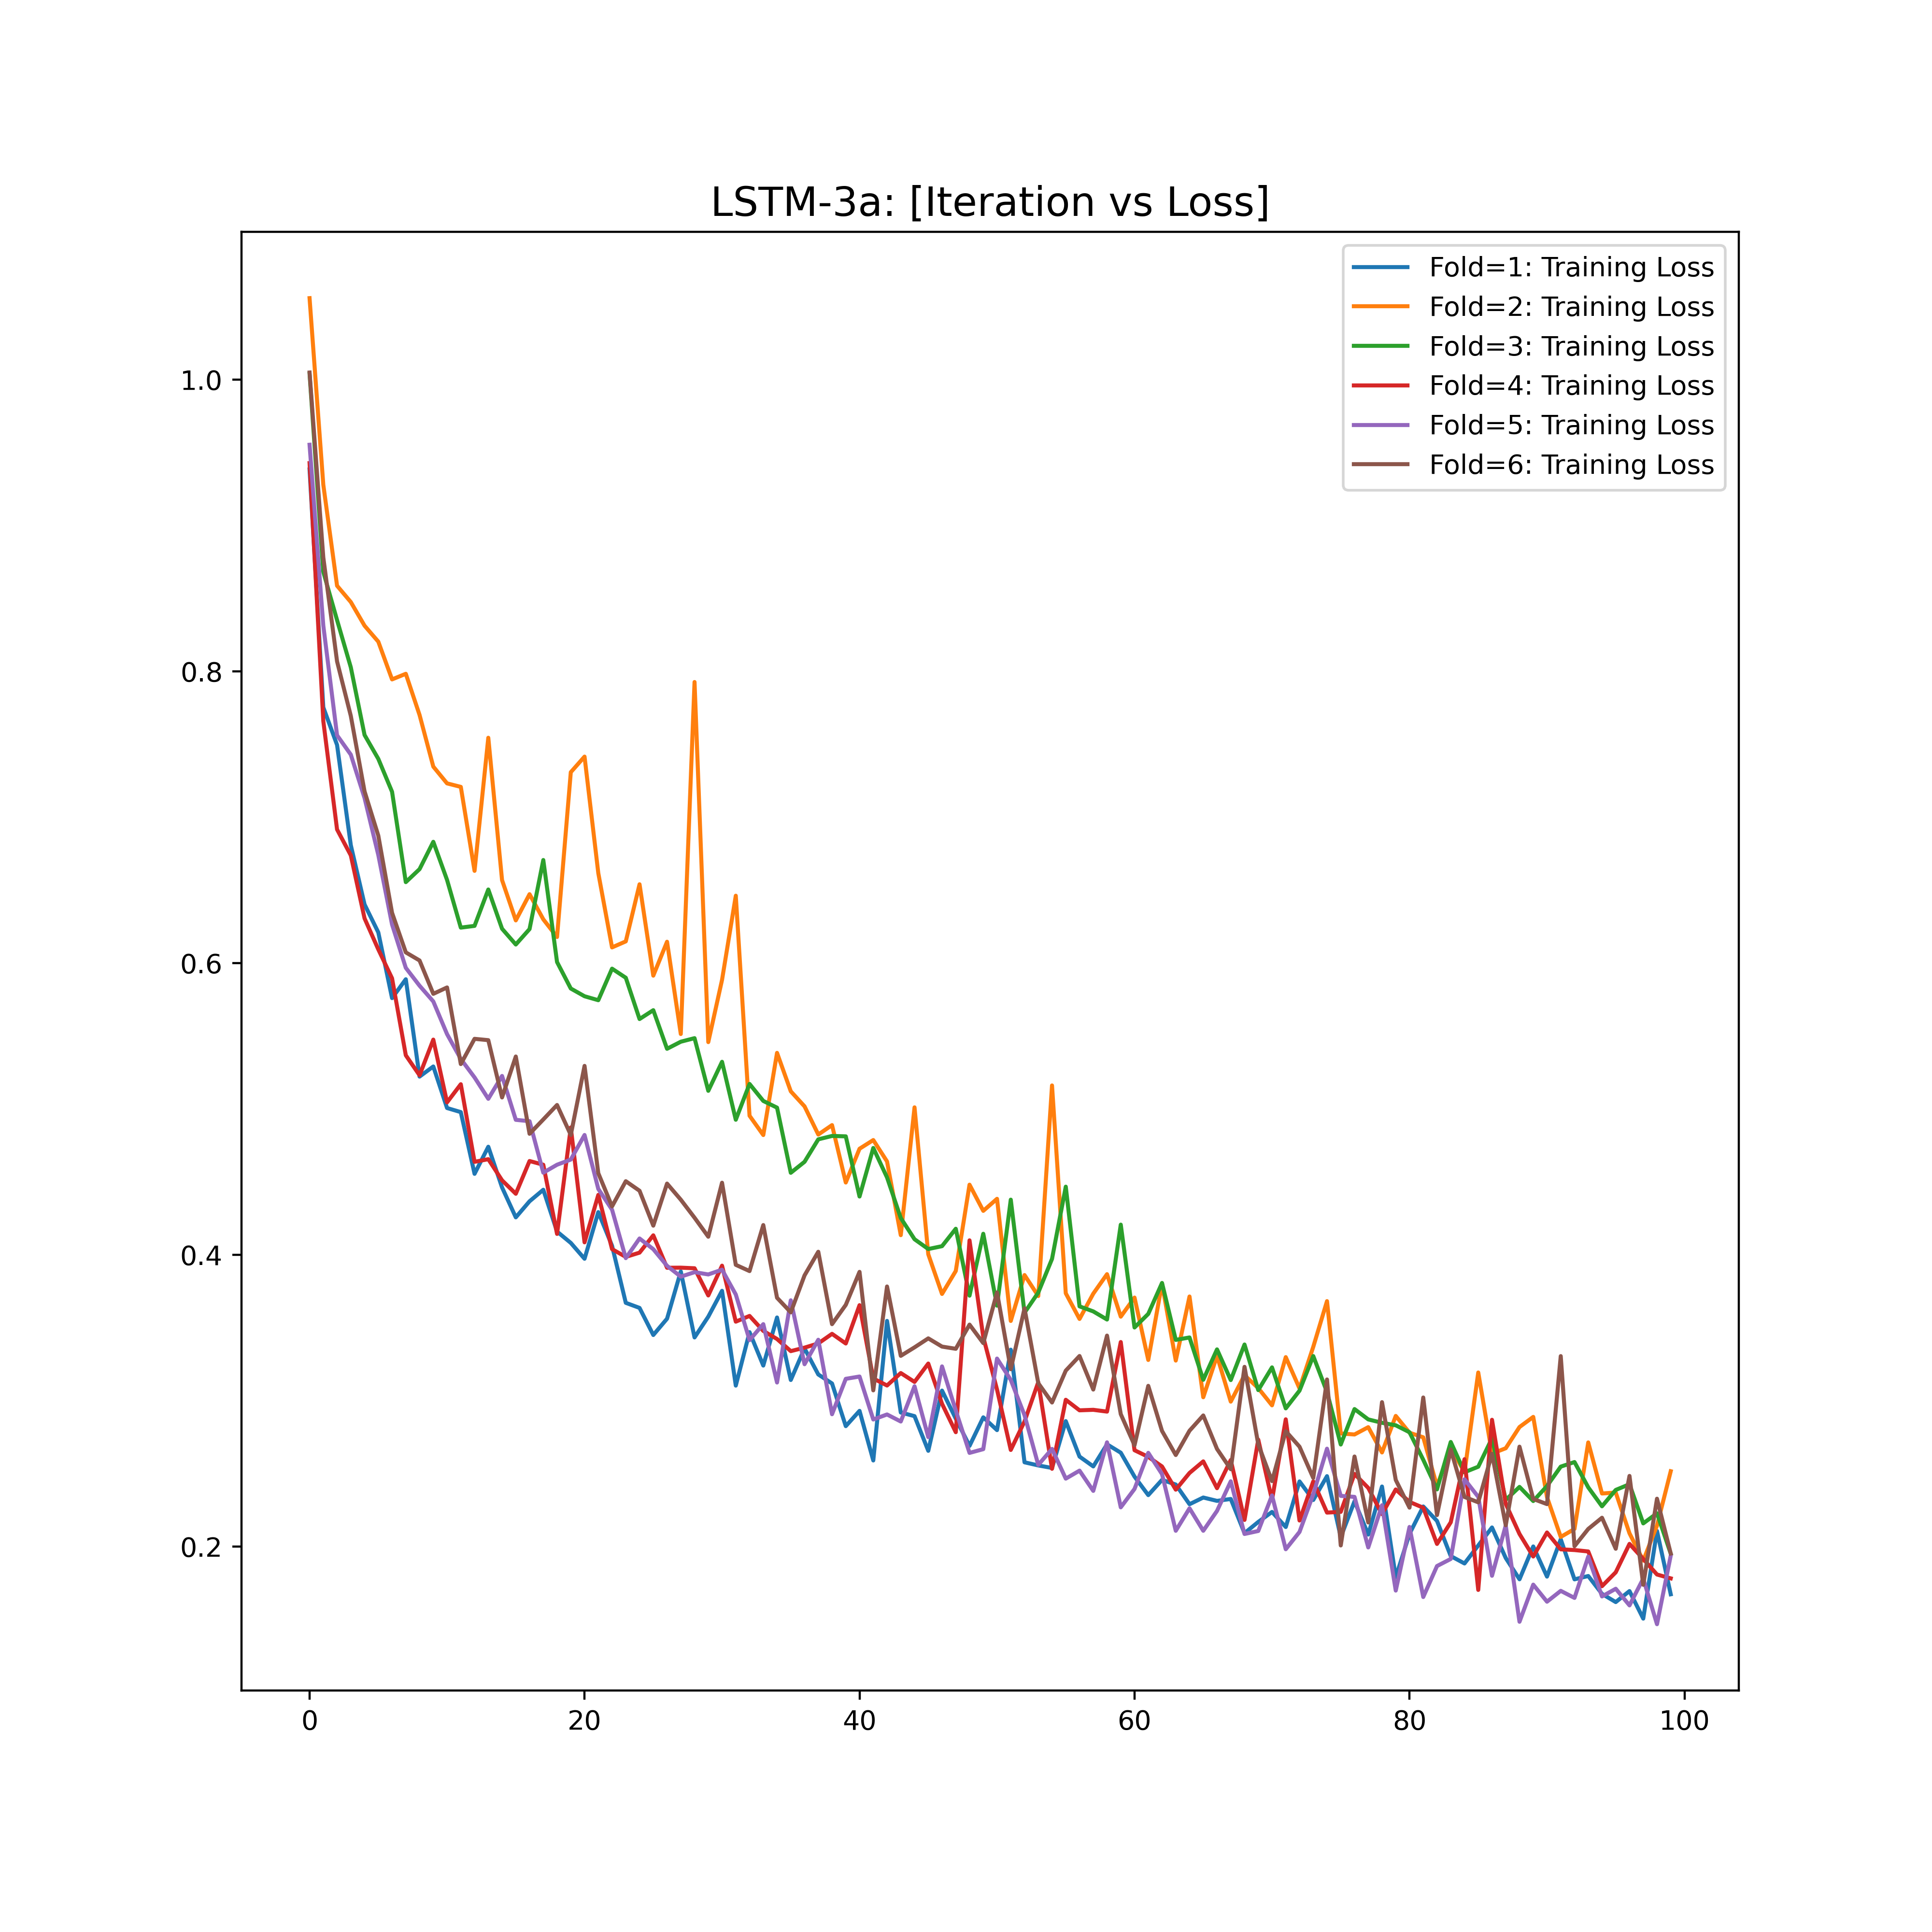 LSTM-3a: [Iteration vs Loss]
Fold=1: Training Loss
Fold=2: Training Loss
Fold=3: Training Loss
Fold=4: Training Loss
Fold=5: Training Loss
Fold=6: Training Loss
1.0
0.8
0.6
0.4
0.2
0 20 40 60 80 100